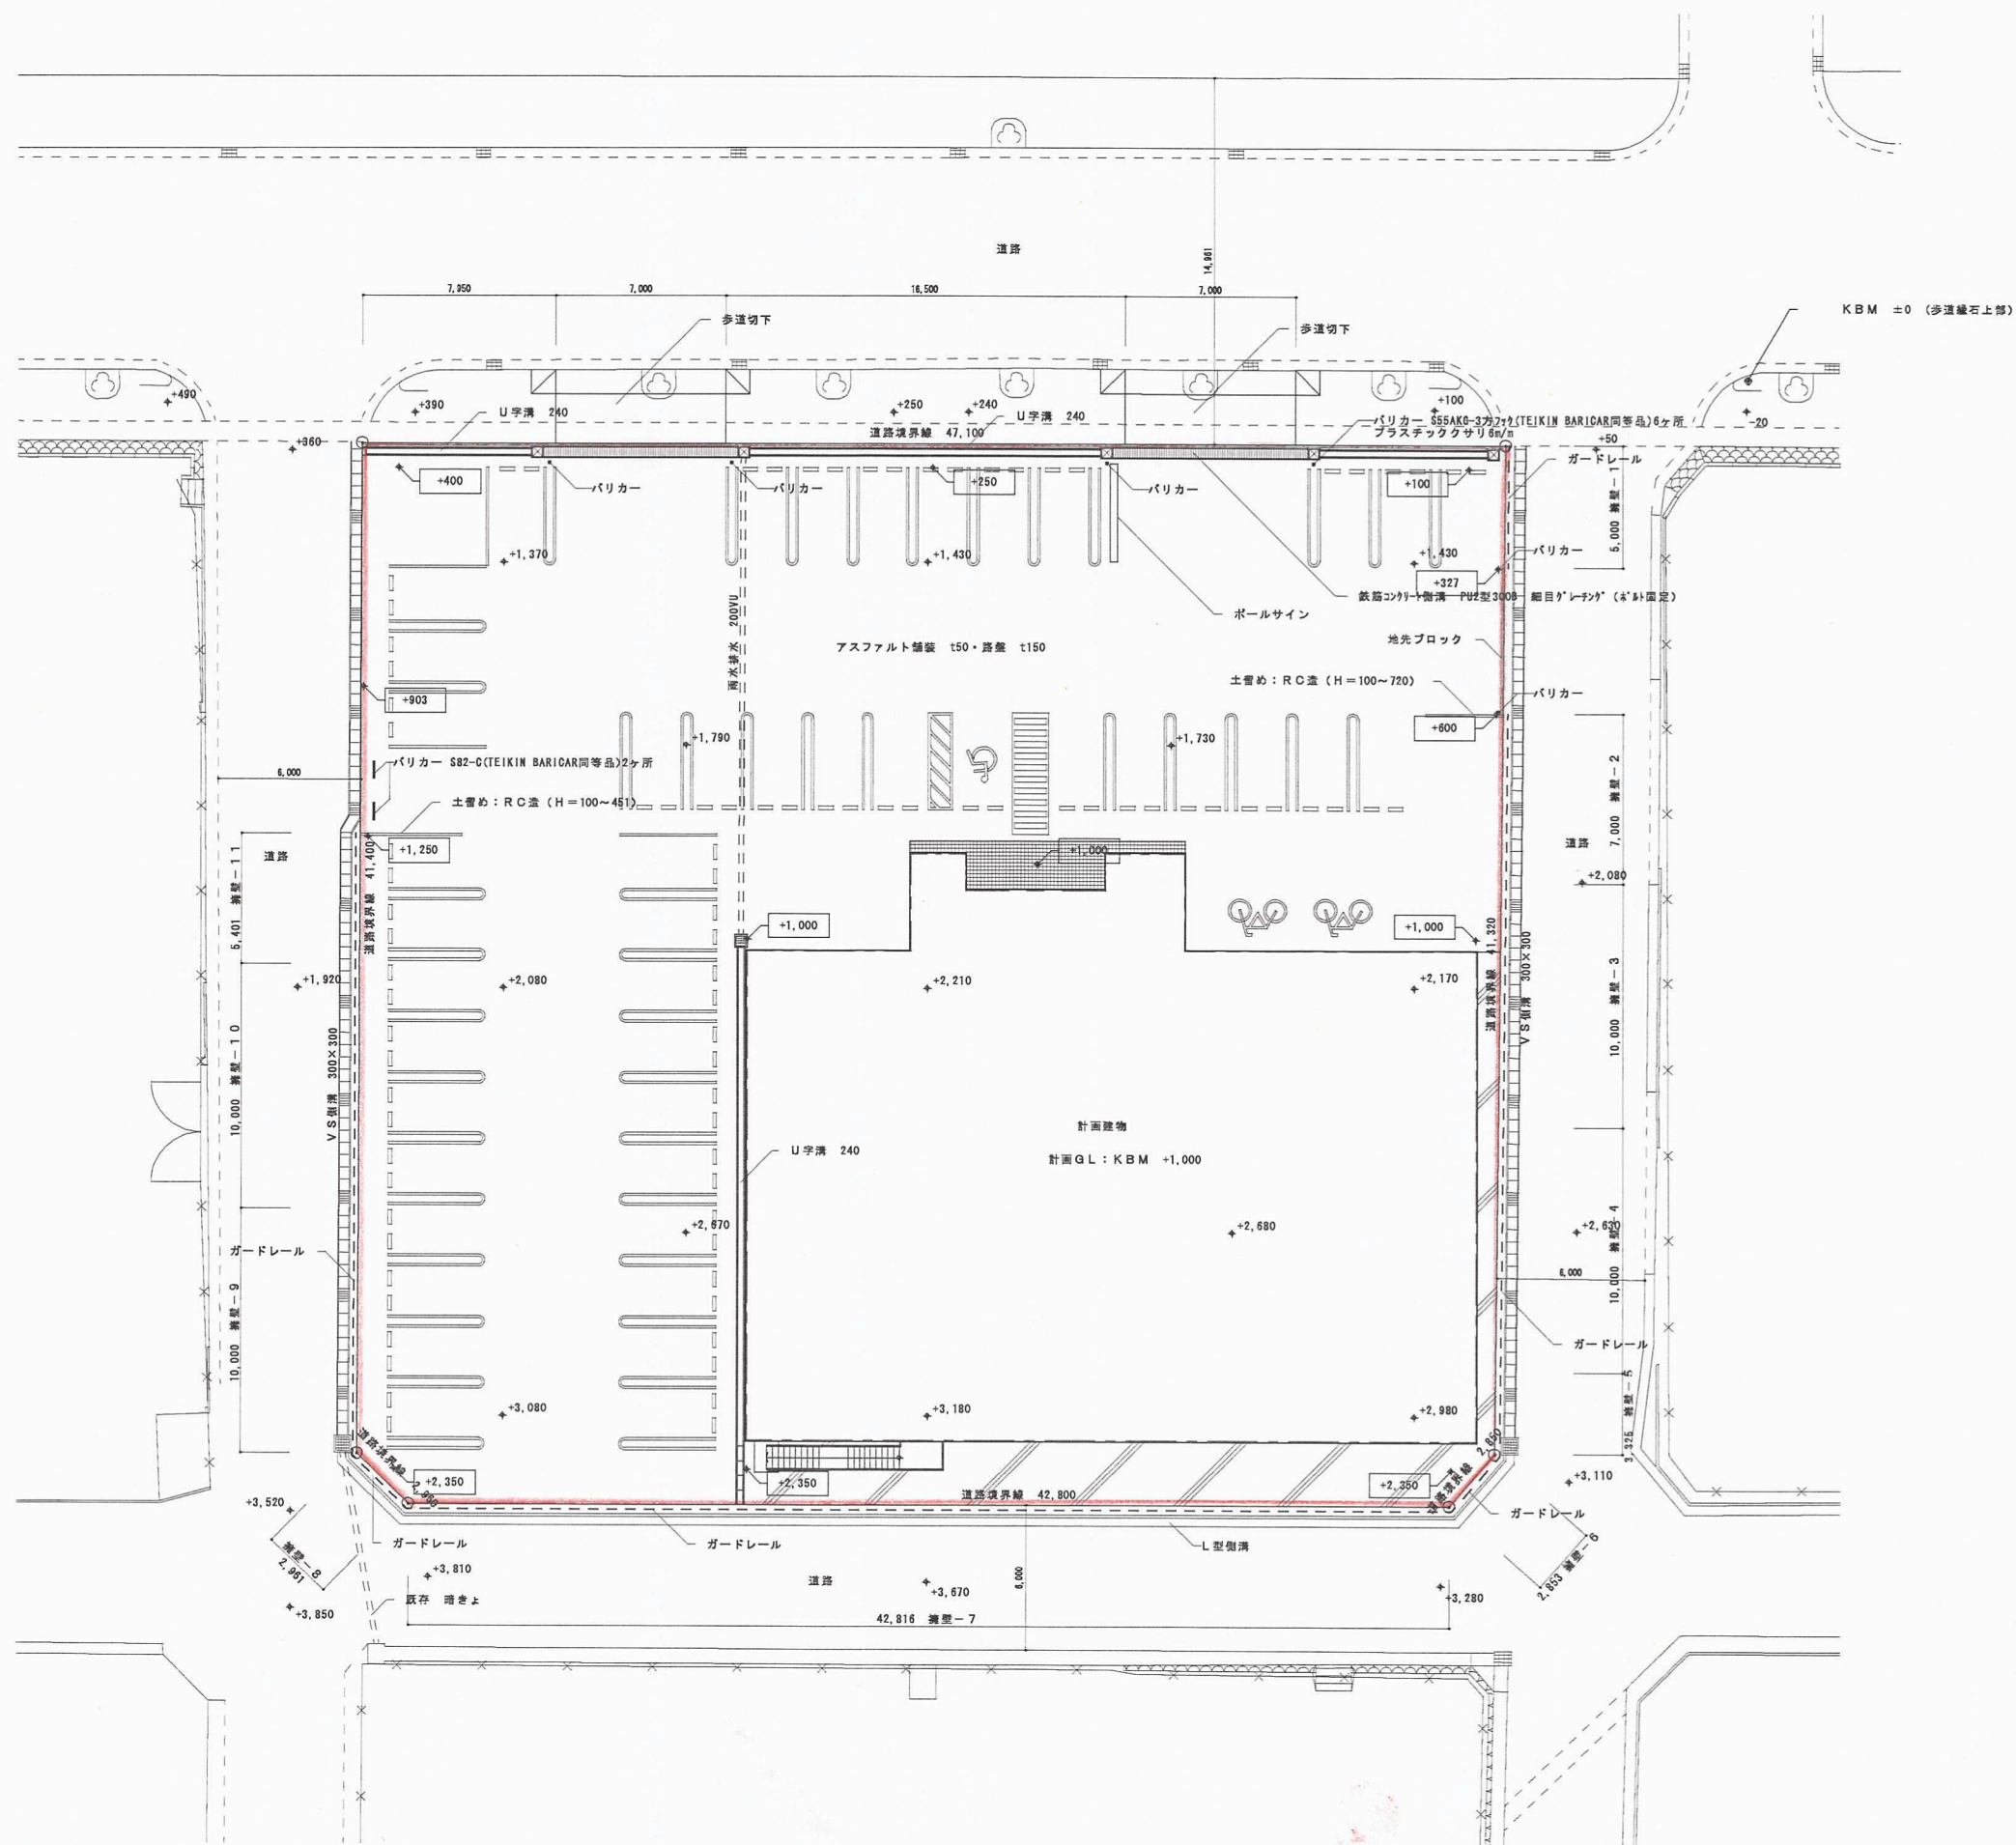 道路
14,961
7,950
7,000
16,500
7,000
KBM ±0 (歩道縁石上部)
歩道切下
歩道切下
+490
+390
U字溝 240
+250
+240
U字溝 240
+100
-20
道路境界線 47,100
バリカー S55AKG-3方フック(TEIKIN BARICAR同等品)6ヶ所
プラスチッククサリ6m/m
+360
+50
ガードレール
+400
バリカー
バリカー
+250
バリカー
+100
5,000 擁壁-1
+1,370
+1,430
+1,430
バリカー
+327
鉄筋コンクリート側溝 PU2型300B 細目グレーチング (ボルト固定)
ポールサイン
雨水排水 200VU
アスファルト舗装 t50・路盤 t150
地先ブロック
土留め:RC造 (H=100~720)
バリカー
+903
+600
+1,790
+1,730
6,000
バリカー S82-C(TEIKIN BARICAR同等品)2ヶ所
7,000 擁壁-2
土留め:RC造 (H=100~451)
道路
+1,250
+1,000
道路
+2,080
5,401 擁壁-11
道路境界線 41,400
+1,000
+1,000
道路境界線 41,320
VS側溝 300×300
+1,920
+2,080
+2,210
+2,170
10,000 擁壁-3
10,000 擁壁-10
VS側溝 300×300
計画建物
U字溝 240
計画GL:KBM +1,000
+2,670
+2,680
+2,630
10,000 擁壁-4
ガードレール
6,000
10,000 擁壁-9
ガードレール
+3,080
+3,180
+2,980
3,325 擁壁-5
道路境界線 2,960
+2,350
+2,350
+2,350
道路境界線 2,850
+3,110
道路境界線 42,800
+3,520
ガードレール
ガードレール
ガードレール
L型側溝
擁壁-8
2,961
+3,810
道路
+3,670
6,000
+3,280
2,853 擁壁-6
+3,850
既存 暗きょ
42,816 擁壁-7